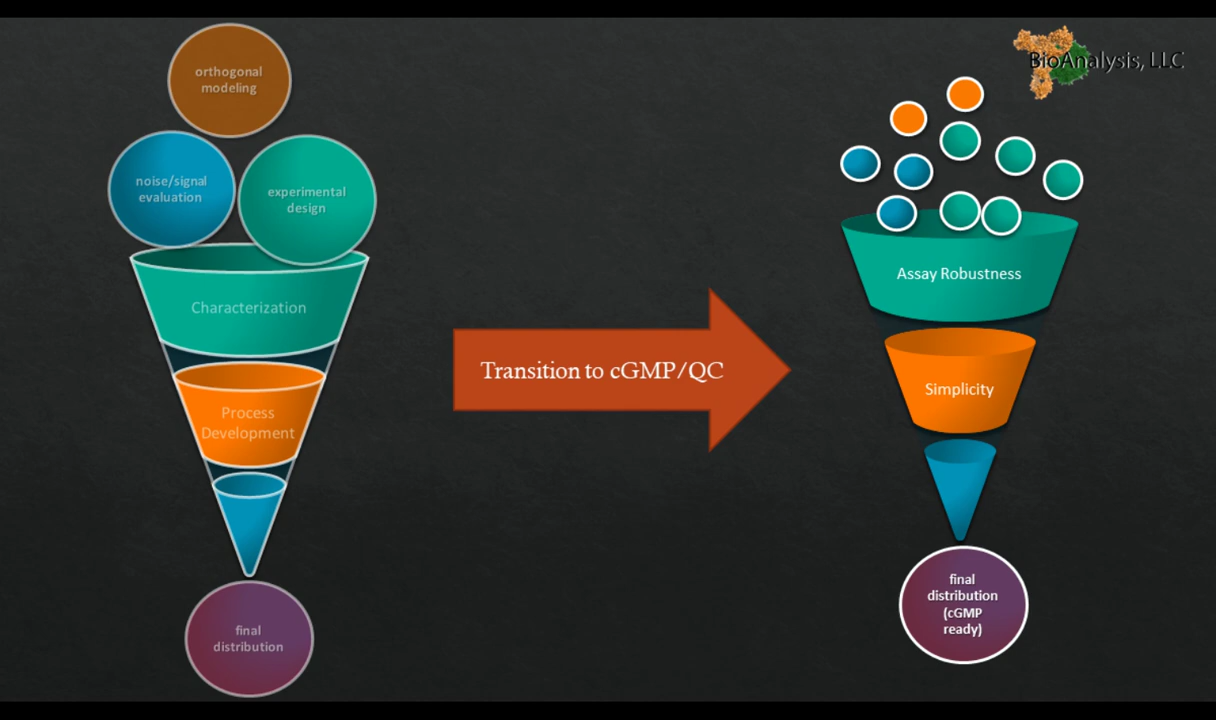 orthogonal
modeling
noise/signal
evaluation
experimental
design
Characterization
Process
Development
final
distribution
Transition to cGMP/QC
BioAnalysis, LLC
Assay Robustness
Simplicity
final
distribution
(cGMP
ready)